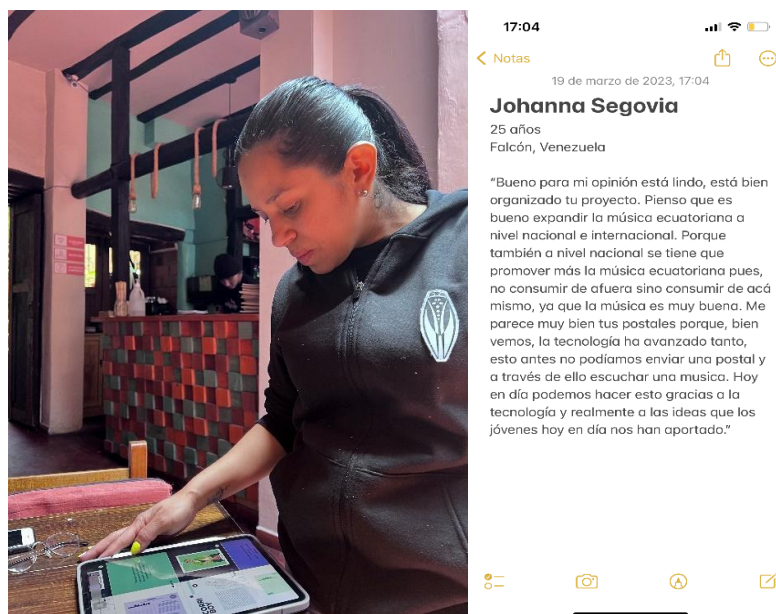 17:04
Notas
19 de marzo de 2023, 17:04
Johanna Segovia
25 años
Falcón, Venezuela
“Bueno para mi opinión está lindo, está bien
organizado tu proyecto. Pienso que es
bueno expandir la música ecuatoriana a
nivel nacional e internacional. Porque
también a nivel nacional se tiene que
promover más la música ecuatoriana pues,
no consumir de afuera sino consumir de acá
mismo, ya que la música es muy buena. Me
parece muy bien tus postales porque, bien
vemos, la tecnología ha avanzado tanto,
esto antes no podíamos enviar una postal y
a través de ello escuchar una musica. Hoy
en día podemos hacer esto gracias a la
tecnología y realmente a las ideas que los
jóvenes hoy en día nos han aportado.”